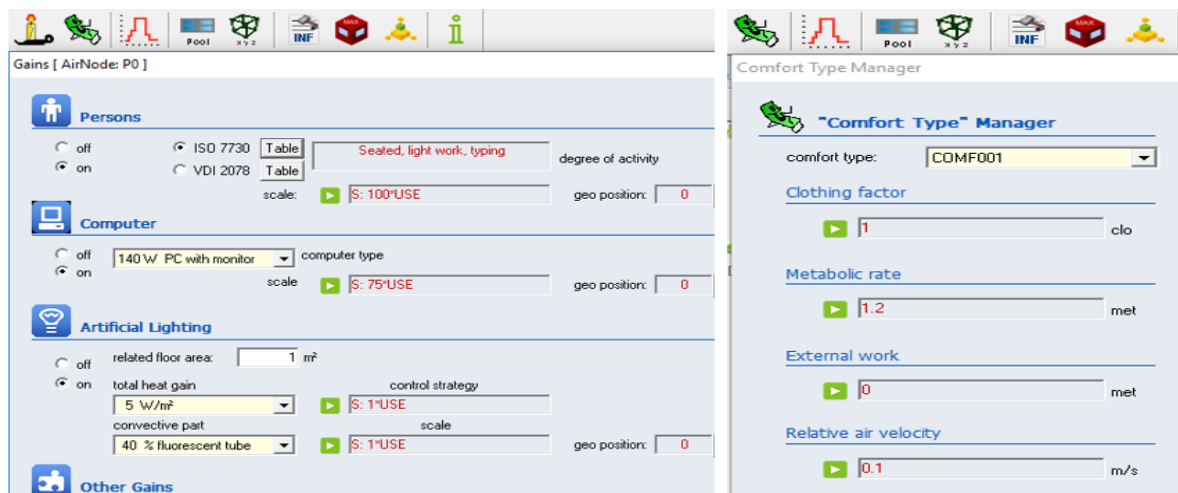 INF
MAX
Pool
x y z
Gains [ AirNode: P0 ]
Persons
off
ISO 7730
Table
Seated, light work, typing
degree of activity
on
VDI 2078
Table
scale:
S: 100*USE
geo position:
0
Computer
off
140 W PC with monitor
computer type
on
scale
S: 75*USE
geo position:
0
Artificial Lighting
off
related floor area:
1
m²
on
total heat gain
control strategy
5 W/m²
S: 1*USE
convective part
scale
40 % fluorescent tube
S: 1*USE
geo position:
0
Other Gains
INF
MAX
Pool
x y z
Comfort Type Manager
"Comfort Type" Manager
comfort type:
COMF001
Clothing factor
1
clo
Metabolic rate
1.2
met
External work
0
met
Relative air velocity
0.1
m/s